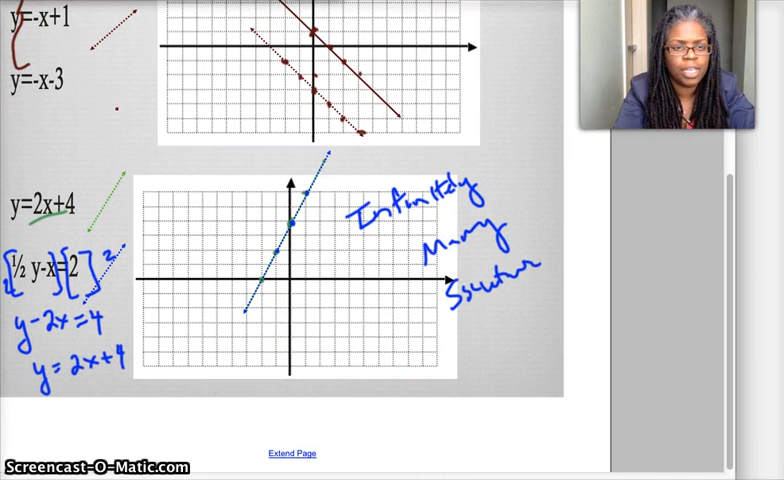 y=-x+1
y=-x-3
y=2x+4
[½ y-x=2]
2 [ ] 2
y-2x=4
y=2x+4
Infinitely
Many
Extend Page
Screencast-O-Matic.com